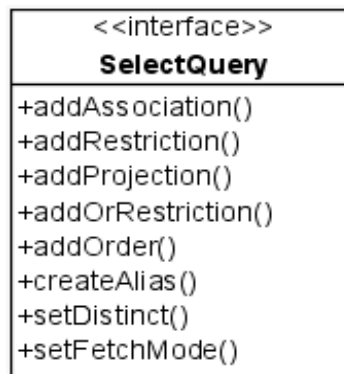 <<interface>>
SelectQuery
+addAssociation()
+addRestriction()
+addProjection()
+addOrRestriction()
+addOrder()
+createAlias()
+setDistinct()
+setFetchMode()